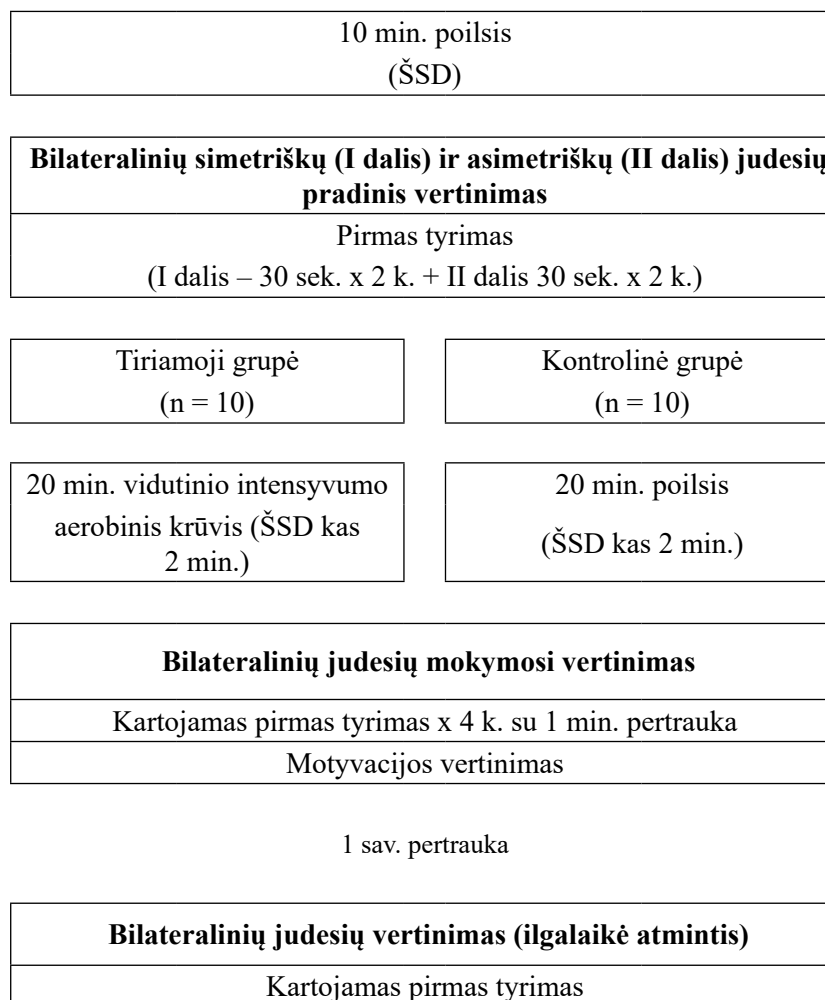 10 min. poilsis
(ŠSD)
Bilateralinių simetriškų (I dalis) ir asimetriškų (II dalis) judesių
pradinis vertinimas
Pirmas tyrimas
(I dalis – 30 sek. x 2 k. + II dalis 30 sek. x 2 k.)
Tiriamoji grupė
(n = 10)
Kontrolinė grupė
(n = 10)
20 min. vidutinio intensyvumo
aerobinis krūvis (ŠSD kas
2 min.)
20 min. poilsis
(ŠSD kas 2 min.)
Bilateralinių judesių mokymosi vertinimas
Kartojamas pirmas tyrimas x 4 k. su 1 min. pertrauka
Motyvacijos vertinimas
1 sav. pertrauka
Bilateralinių judesių vertinimas (ilgalaikė atmintis)
Kartojamas pirmas tyrimas